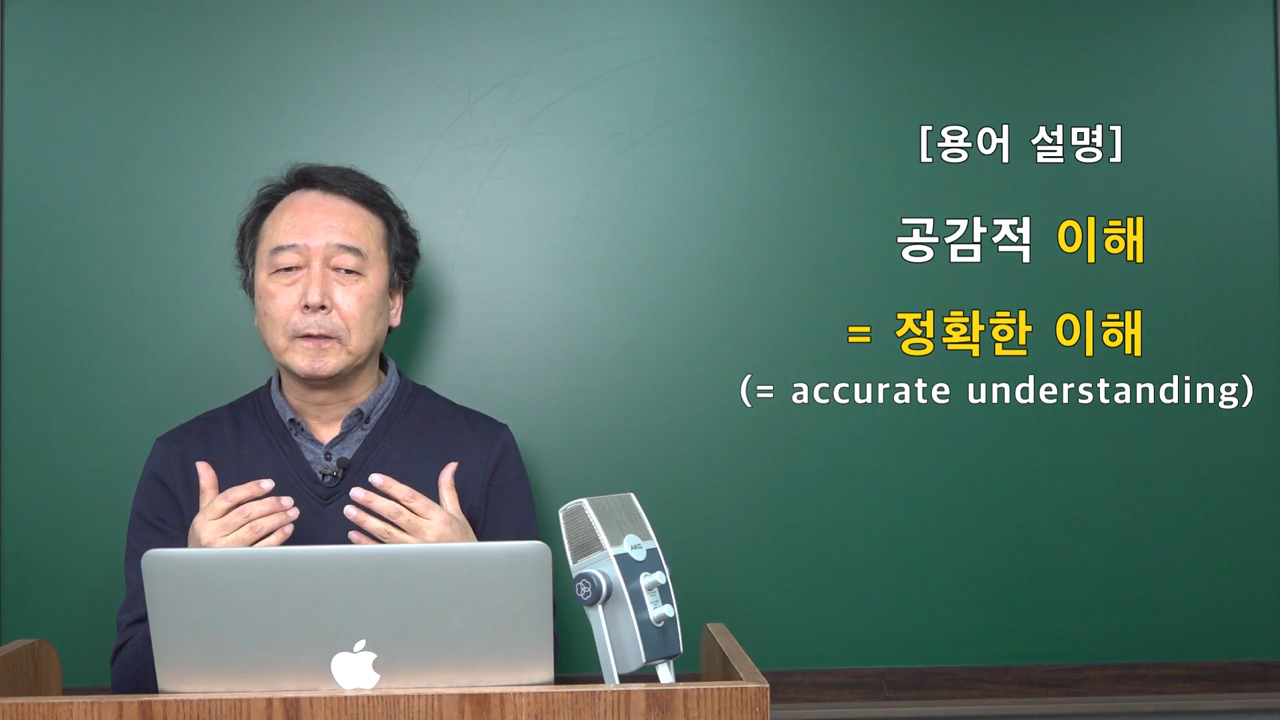 [용어 설명]
공감적 이해
= 정확한 이해
(= accurate understanding)
AKG